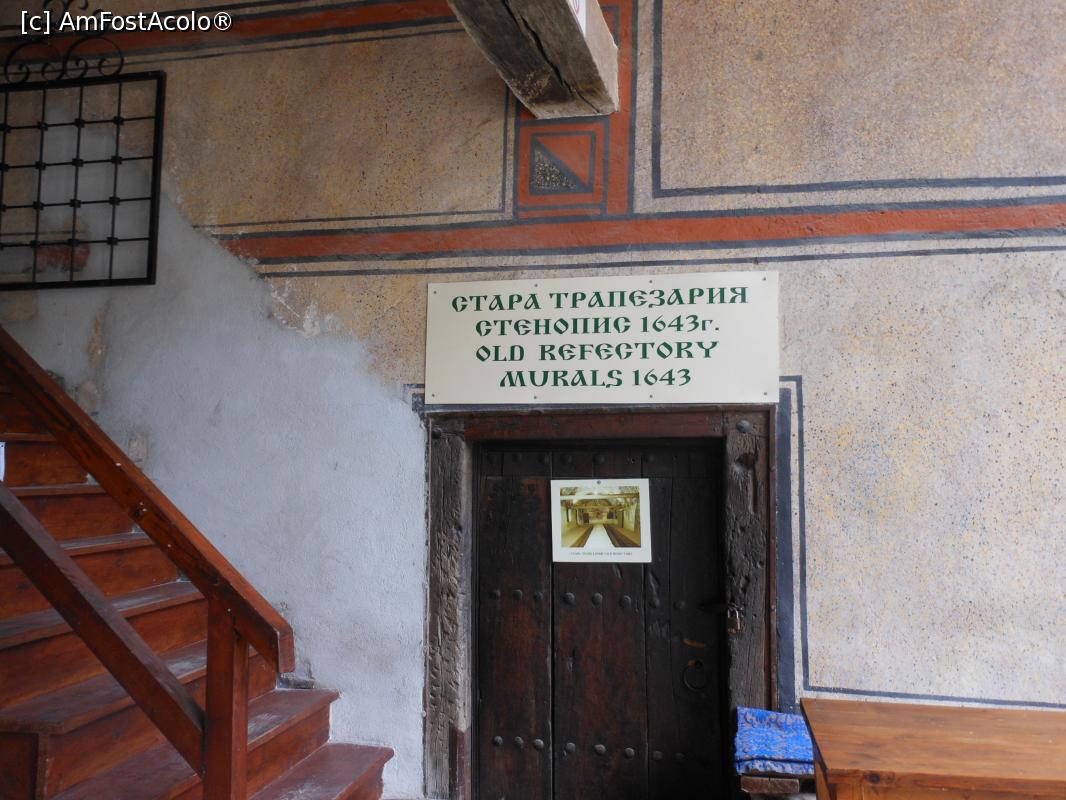 [c] AmFostAcolo®
СТАРА ТРАПЕЗАРИЯ
СТЕНОПИС 1643г.
OLD REFECTORY
MURALS 1643